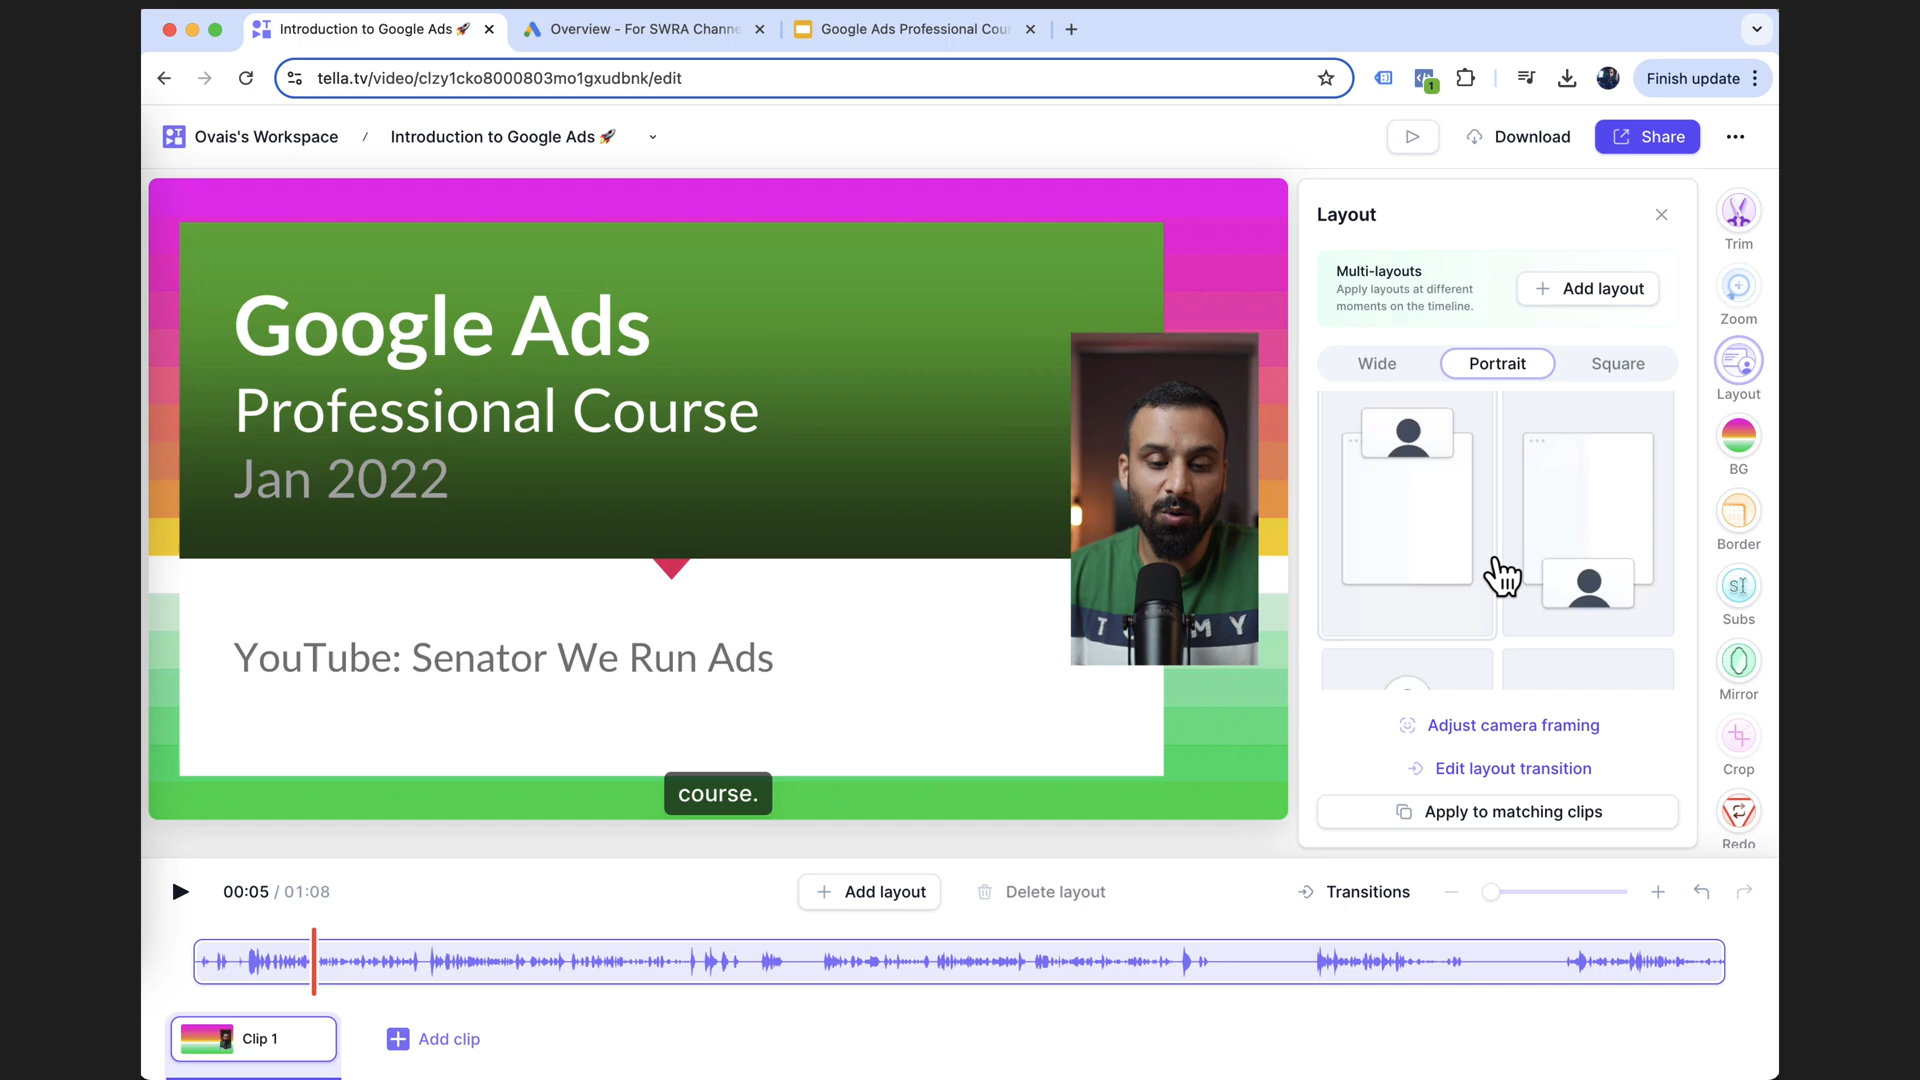 Introduction to Google Ads 🚀
Overview - For SWRA Channe
Google Ads Professional Cour
tella.tv/video/clzy1cko8000803mo1gxudbnk/edit
1
Finish update
Ovais's Workspace / Introduction to Google Ads 🚀
Download
Share
Google Ads
Professional Course
Jan 2022
YouTube: Senator We Run Ads
T
MY
course.
Layout
Multi-layouts
Apply layouts at different
moments on the timeline.
Add layout
Wide
Portrait
Square
Adjust camera framing
Edit layout transition
Apply to matching clips
Trim
Zoom
Layout
BG
Border
Subs
Mirror
Crop
Redo
00:05 / 01:08
Add layout
Delete layout
Transitions
Clip 1
Add clip